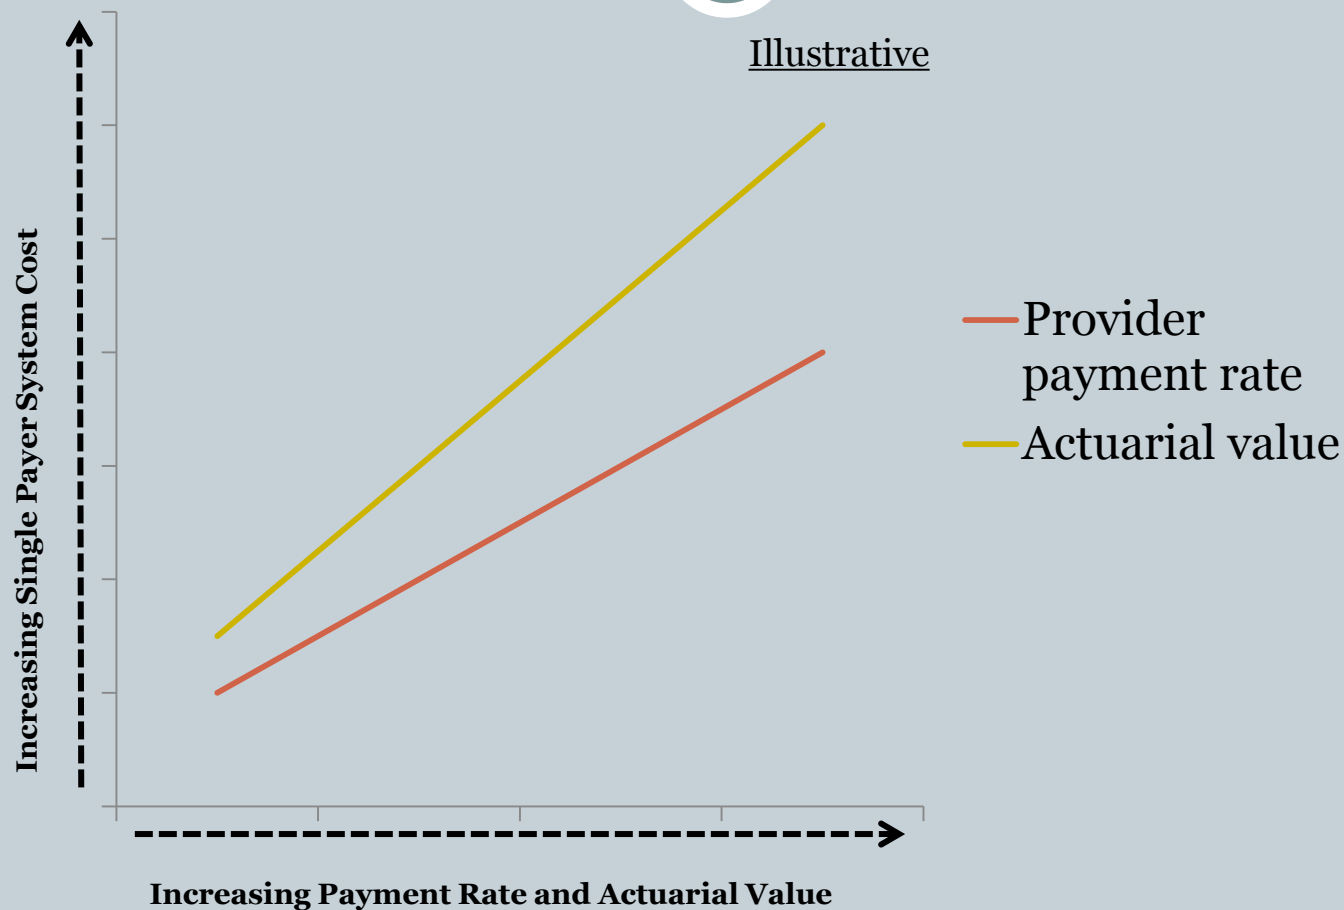 Illustrative
Increasing Single Payer System Cost
Provider
payment rate
Actuarial value
Increasing Payment Rate and Actuarial Value